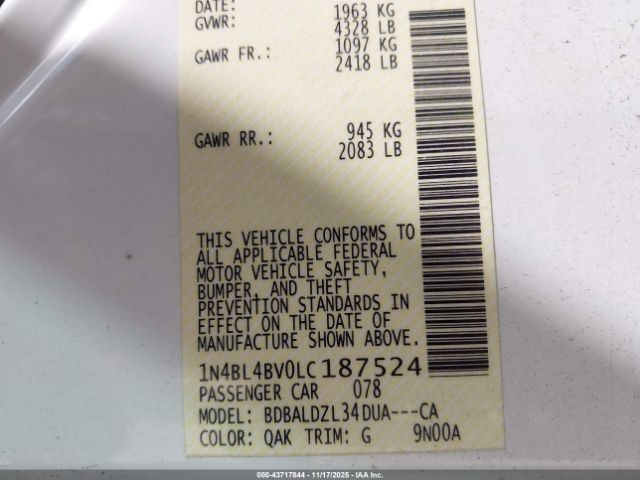 DATE: 1963 KG
GVWR: 4328 LB
GAWR FR.: 1097 KG
2418 LB
GAWR RR.: 945 KG
2083 LB
THIS VEHICLE CONFORMS TO
ALL APPLICABLE FEDERAL
MOTOR VEHICLE SAFETY,
BUMPER, AND THEFT
PREVENTION STANDARDS IN
EFFECT ON THE DATE OF
MANUFACTURE SHOWN ABOVE.
1N4BL4BV0LC187524
PASSENGER CAR 078
MODEL: BDBALDZL34DUA---CA
COLOR: QAK TRIM: G 9N00A
000-43717844 - 11/17/2025 - IAAI.COM